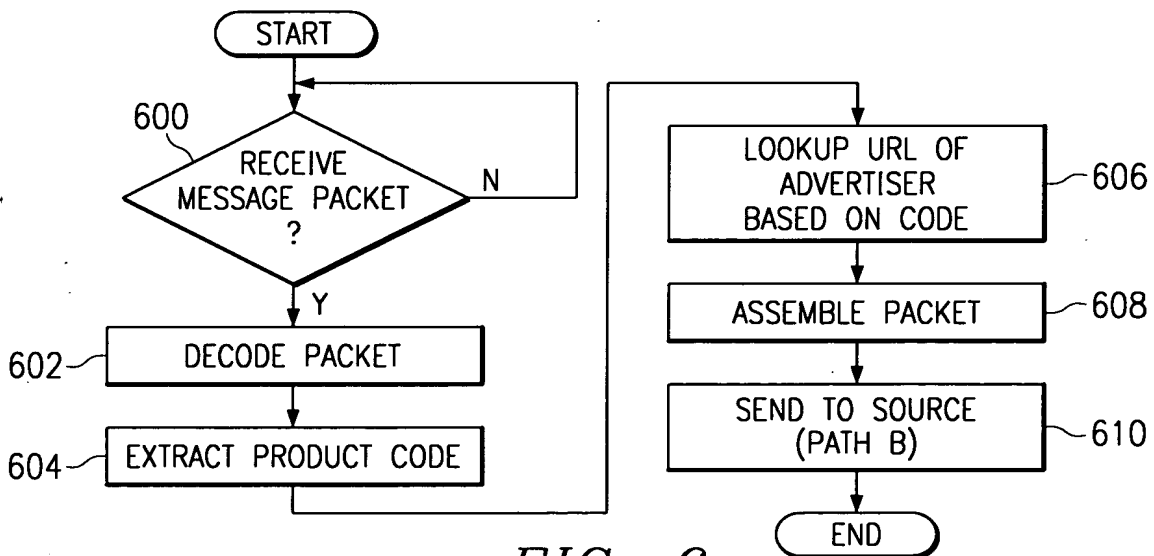 START
600
RECEIVE
MESSAGE PACKET
?
N
Y
602
DECODE PACKET
604
EXTRACT PRODUCT CODE
LOOKUP URL OF
ADVERTISER
BASED ON CODE
606
ASSEMBLE PACKET
608
SEND TO SOURCE
(PATH B)
610
END
FIG.